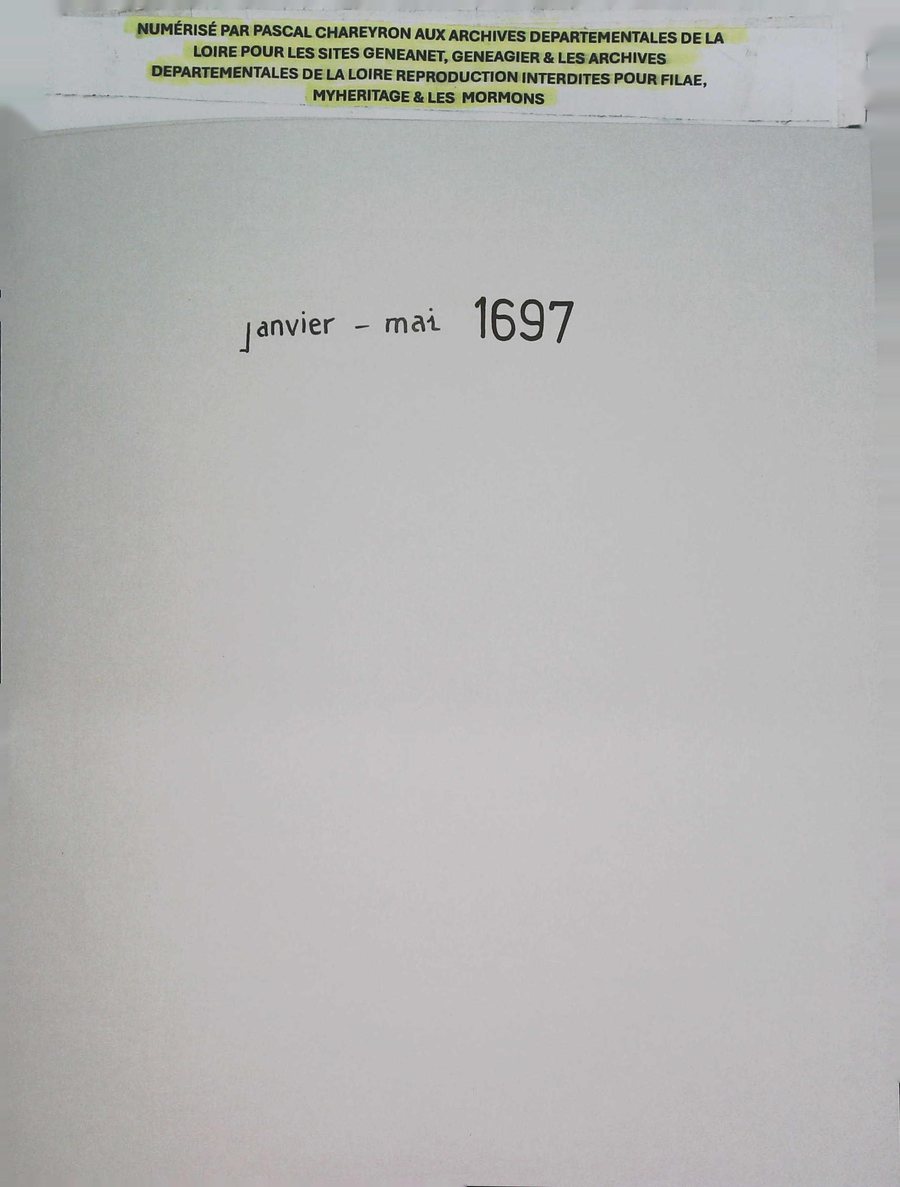 NUMÉRISÉ PAR PASCAL CHAREYRON AUX ARCHIVES DEPARTEMENTALES DE LA
LOIRE POUR LES SITES GENEANET, GENEAGIER & LES ARCHIVES
DEPARTEMENTALES DE LA LOIRE REPRODUCTION INTERDITES POUR FILAE,
MYHERITAGE & LES MORMONS
janvier - mai 1697